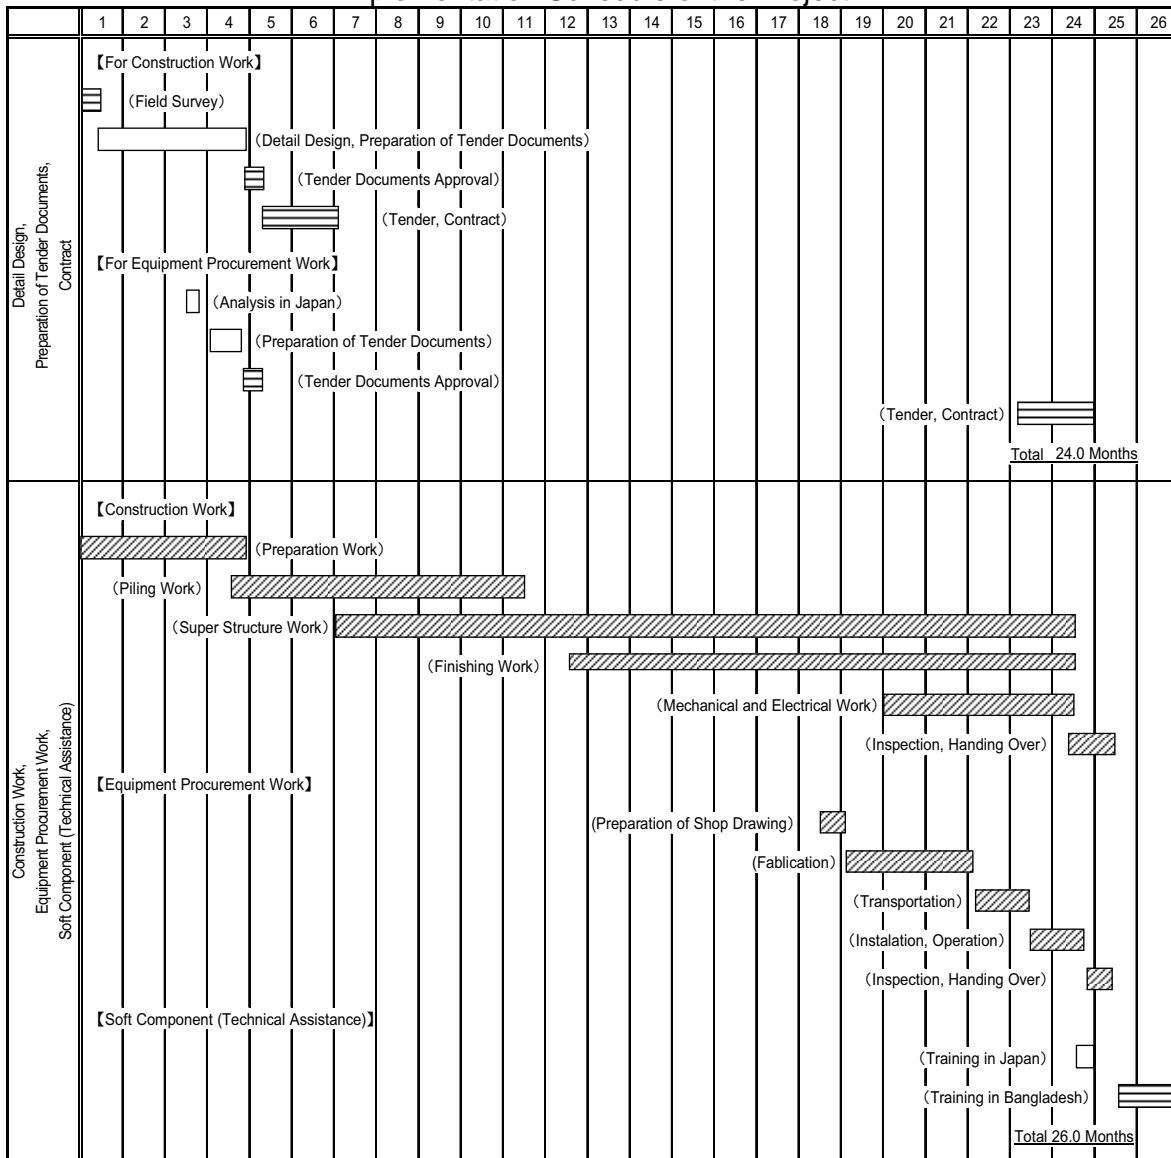 1 2 3 4 5 6 7 8 9 10 11 12 13 14 15 16 17 18 19 20 21 22 23 24 25 26
Detail Design,
Preparation of Tender Documents,
Contract
【For Construction Work】
（Field Survey）
（Detail Design, Preparation of Tender Documents）
（Tender Documents Approval）
（Tender, Contract）
【For Equipment Procurement Work】
（Analysis in Japan）
（Preparation of Tender Documents）
（Tender Documents Approval）
（Tender, Contract）
Total 24.0 Months
Construction Work,
Equipment Procurement Work,
Soft Component (Technical Assistance)
【Construction Work】
（Preparation Work）
（Piling Work）
（Super Structure Work）
（Finishing Work）
（Mechanical and Electrical Work）
（Inspection, Handing Over）
【Equipment Procurement Work】
(Preparation of Shop Drawing）
(Fablication）
（Transportation）
（Instalation, Operation）
（Inspection, Handing Over）
【Soft Component (Technical Assistance)】
（Training in Japan）
（Training in Bangladesh）
Total 26.0 Months